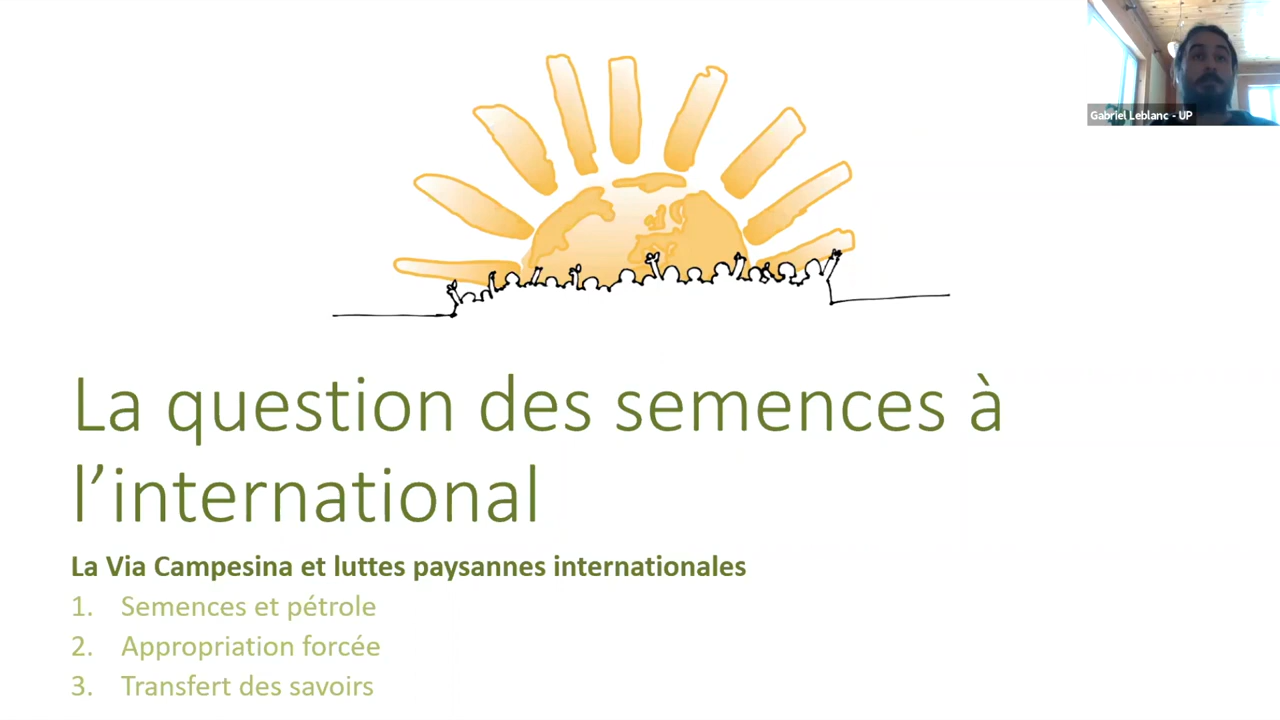 Gabriel Leblanc - UP
La question des semences à
l’international
La Via Campesina et luttes paysannes internationales
1. Semences et pétrole
2. Appropriation forcée
3. Transfert des savoirs